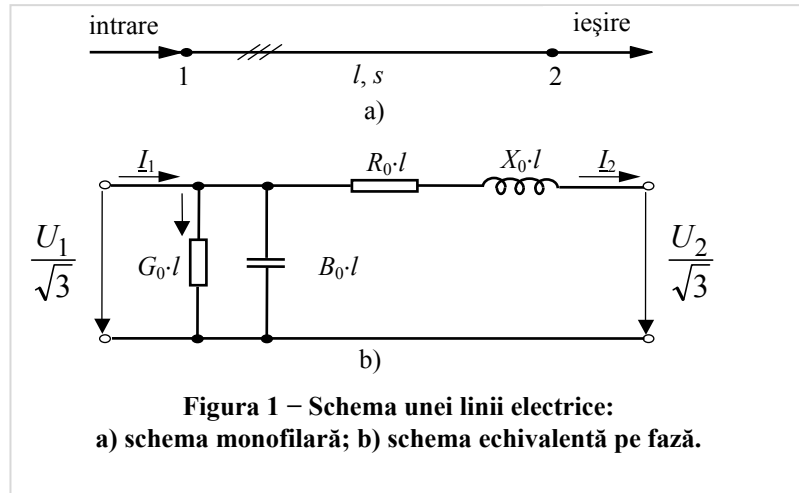 intrare ieşire
1 l, s 2
a)
I1 R0·l X0·l I2
U1/√3 G0·l B0·l U2/√3
b)
Figura 1 − Schema unei linii electrice:
a) schema monofilară; b) schema echivalentă pe fază.